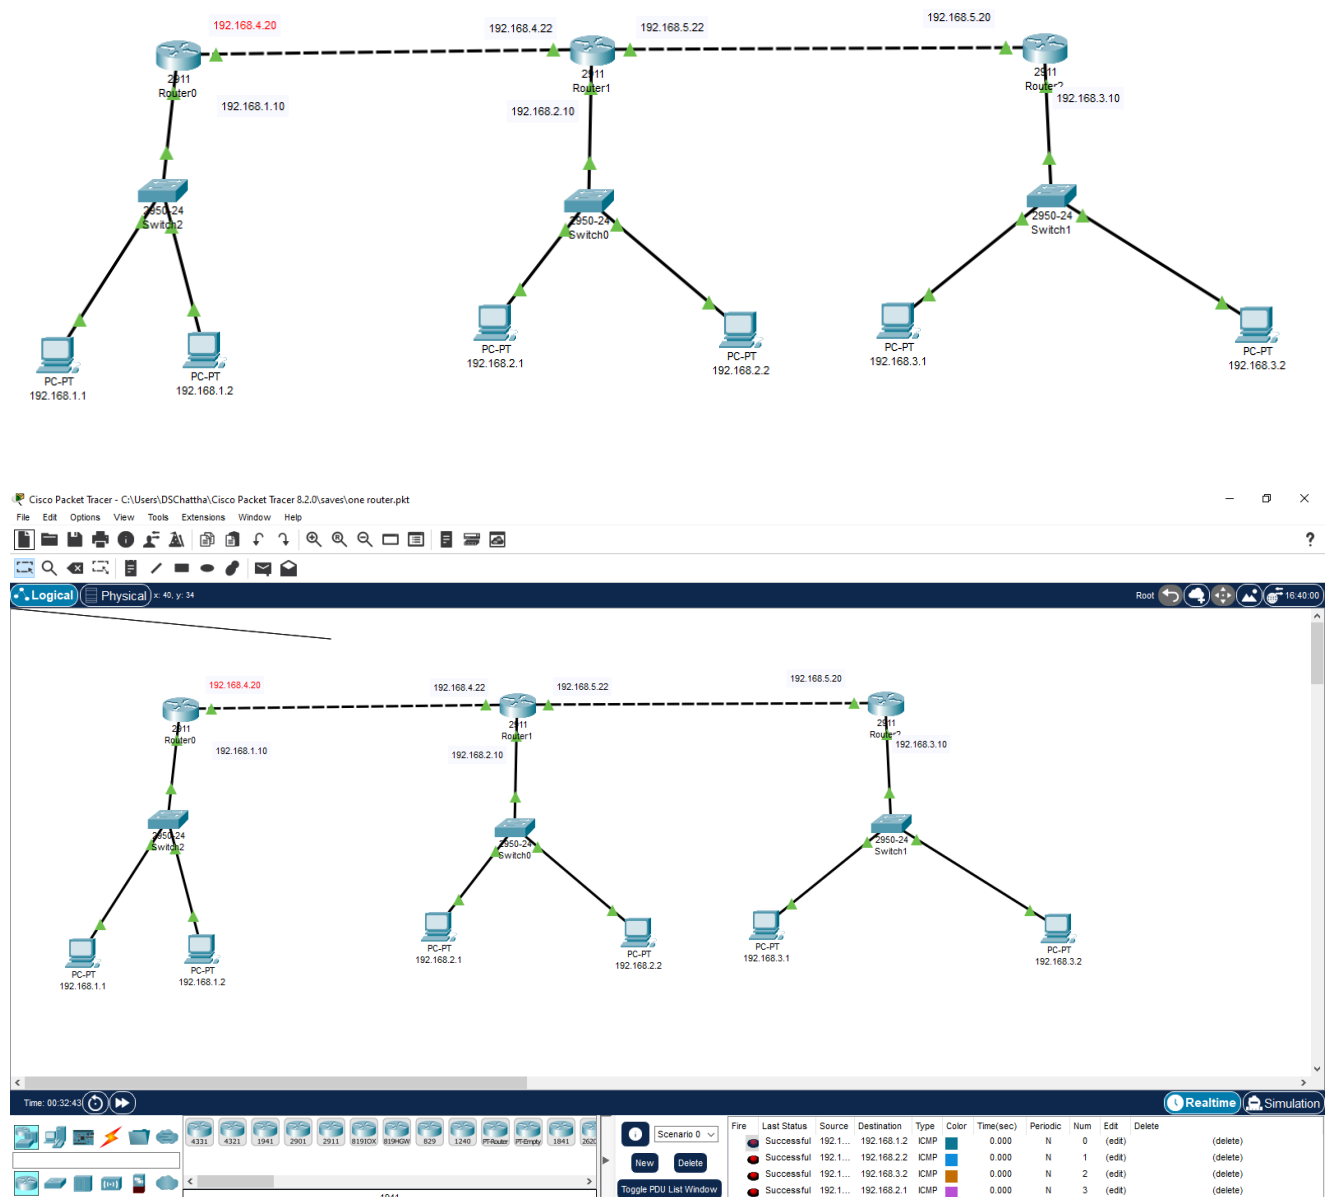 192.168.4.20
192.168.4.22
192.168.5.22
192.168.5.20
2911
Router0
2911
Router1
2911
Router2
192.168.1.10
192.168.2.10
192.168.3.10
2950-24
Switch2
2950-24
Switch0
2950-24
Switch1
PC-PT
192.168.1.1
PC-PT
192.168.1.2
PC-PT
192.168.2.1
PC-PT
192.168.2.2
PC-PT
192.168.3.1
PC-PT
192.168.3.2
Cisco Packet Tracer - C:\Users\DSChattha\Cisco Packet Tracer 8.2.0\saves\one router.pkt
File Edit Options View Tools Extensions Window Help
Logical Physical x: 40, y: 34 Root 16:40:00
192.168.4.20
192.168.4.22
192.168.5.22
192.168.5.20
2911
Router0
2911
Router1
2911
Router2
192.168.1.10
192.168.2.10
192.168.3.10
2950-24
Switch2
2950-24
Switch0
2950-24
Switch1
PC-PT
192.168.1.1
PC-PT
192.168.1.2
PC-PT
192.168.2.1
PC-PT
192.168.2.2
PC-PT
192.168.3.1
PC-PT
192.168.3.2
Time: 00:32:43 Realtime Simulation
4331 4321 1941 2901 2911 819IOX 819HGW 829 1240 PT-Router PT-Empty 1841 262
1941
Scenario 0
New Delete
Toggle PDU List Window
Fire Last Status Source Destination Type Color Time(sec) Periodic Num Edit Delete
Successful 192.1... 192.168.1.2 ICMP 0.000 N 0 (edit) (delete)
Successful 192.1... 192.168.2.2 ICMP 0.000 N 1 (edit) (delete)
Successful 192.1... 192.168.3.2 ICMP 0.000 N 2 (edit) (delete)
Successful 192.1... 192.168.2.1 ICMP 0.000 N 3 (edit) (delete)